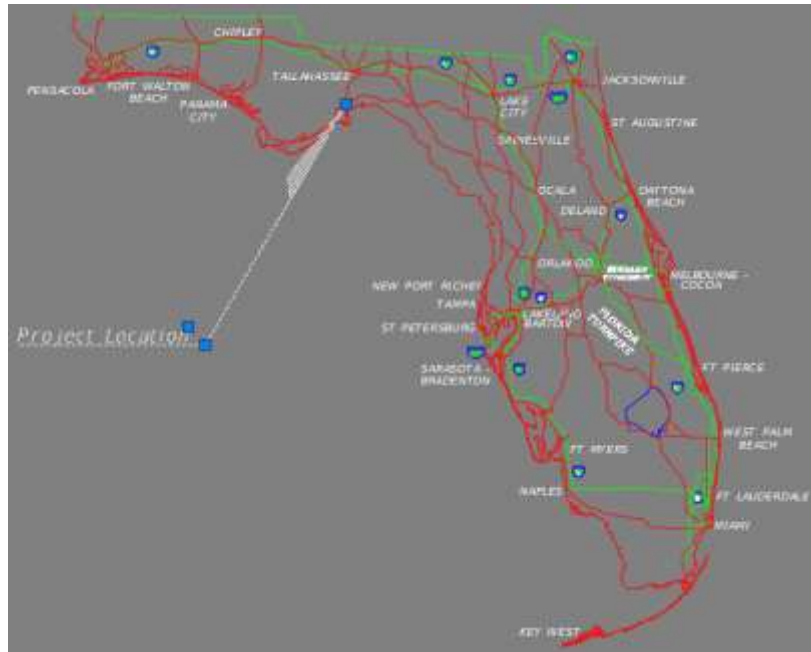 CHIPLEY
TALLAHASSEE
JACKSONVILLE
PENSACOLA
FORT WALTON
BEACH
PANAMA
CITY
LAKE
CITY
ST AUGUSTINE
GAINESVILLE
OCALA
DAYTONA
BEACH
DELAND
ORLANDO
MELBOURNE -
COCOA
NEW PORT RICHEY
TAMPA
LAKELAND
BARTOW
ST PETERSBURG
FLORIDA
TURNPIKE
Project Location
SARASOTA -
BRADENTON
FT PIERCE
WEST PALM
BEACH
FT MYERS
NAPLES
FT LAUDERDALE
MIAMI
KEY WEST